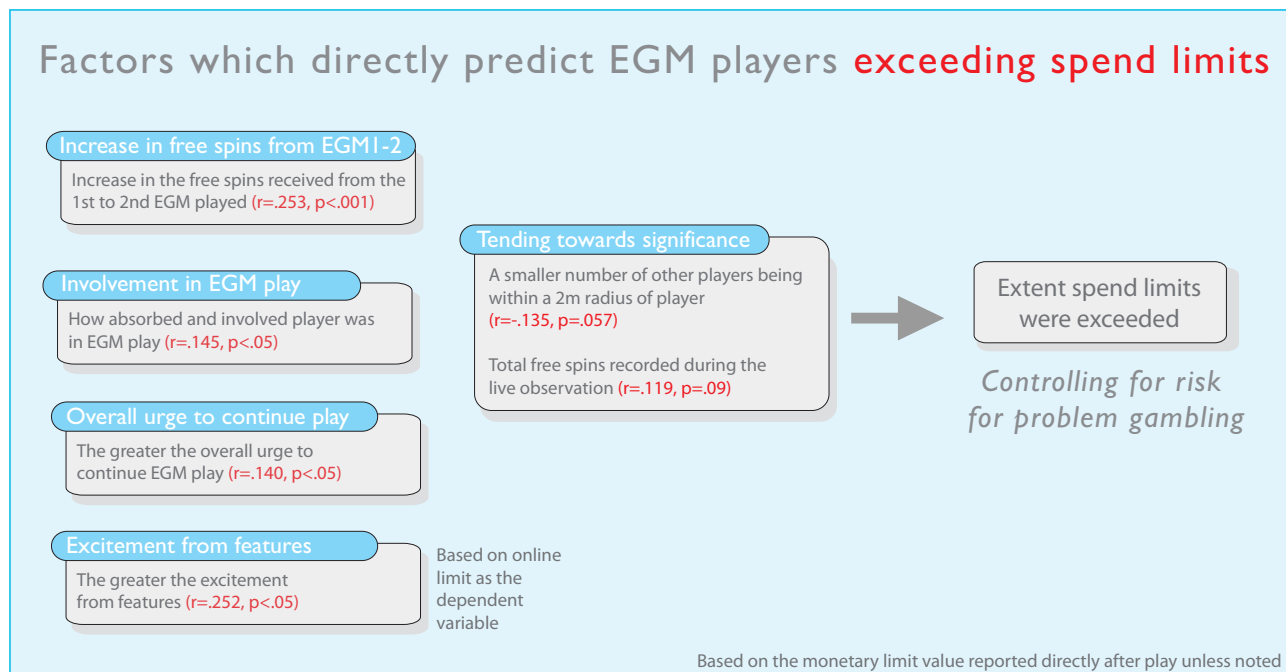 Factors which directly predict EGM players exceeding spend limits
Increase in free spins from EGM1-2
Increase in the free spins received from the
1st to 2nd EGM played (r=.253, p<.001)
Involvement in EGM play
How absorbed and involved player was
in EGM play (r=.145, p<.05)
Overall urge to continue play
The greater the overall urge to
continue EGM play (r=.140, p<.05)
Excitement from features
The greater the excitement
from features (r=.252, p<.05)
Based on online
limit as the
dependent
variable
Tending towards significance
A smaller number of other players being
within a 2m radius of player
(r=-.135, p=.057)
Total free spins recorded during the
live observation (r=.119, p=.09)
Extent spend limits
were exceeded
Controlling for risk
for problem gambling
Based on the monetary limit value reported directly after play unless noted